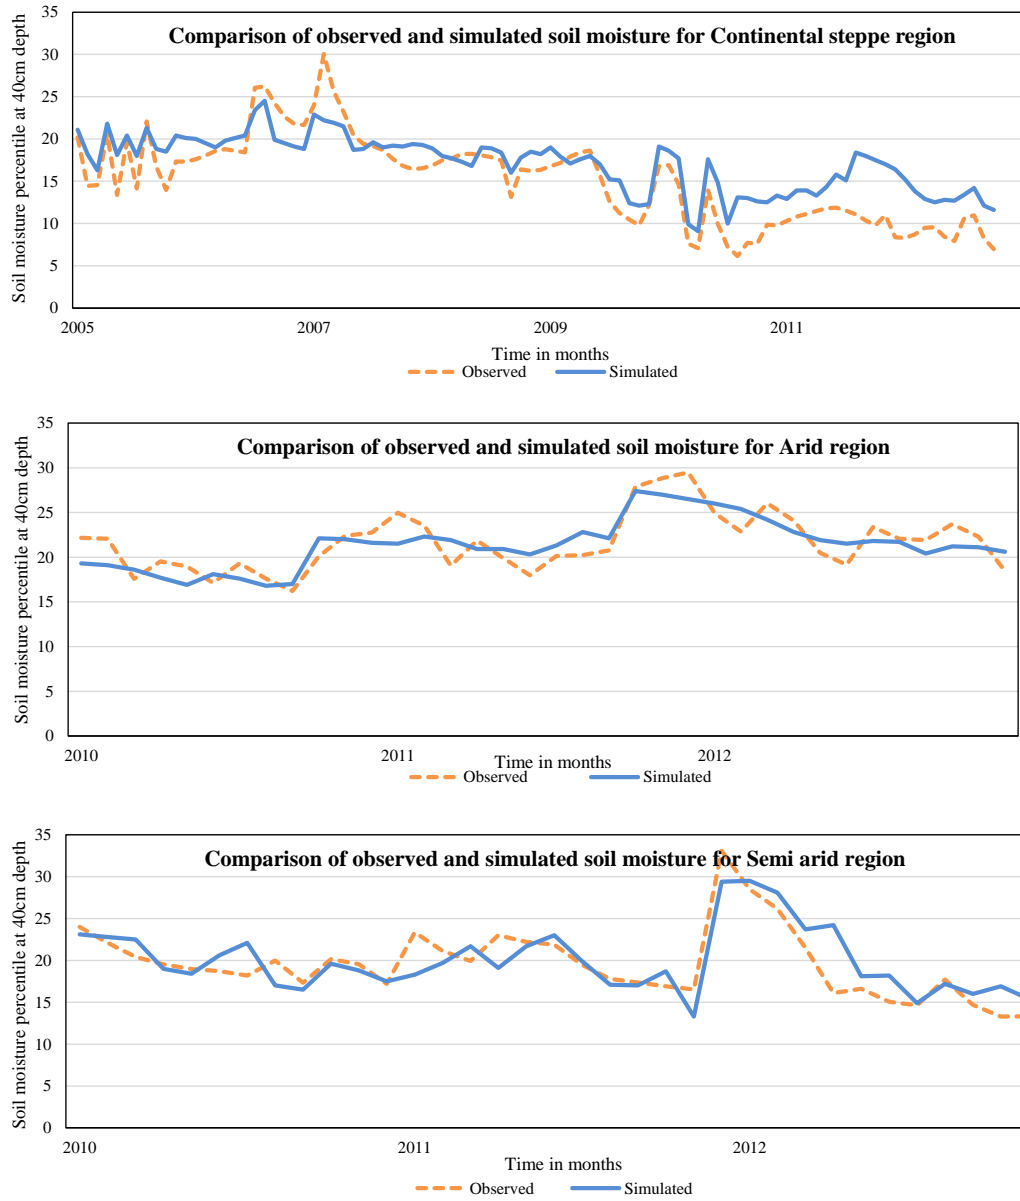 Comparison of observed and simulated soil moisture for Continental steppe region
Soil moisture percentile at 40cm depth
35
30
25
20
15
10
5
0
2005 2007 2009 2011
Time in months
Observed Simulated
Comparison of observed and simulated soil moisture for Arid region
Soil moisture percentile at 40cm depth
35
30
25
20
15
10
5
0
2010 2011 2012
Time in months
Observed Simulated
Comparison of observed and simulated soil moisture for Semi arid region
Soil moisture percentile at 40cm depth
35
30
25
20
15
10
5
0
2010 2011 2012
Time in months
Observed Simulated